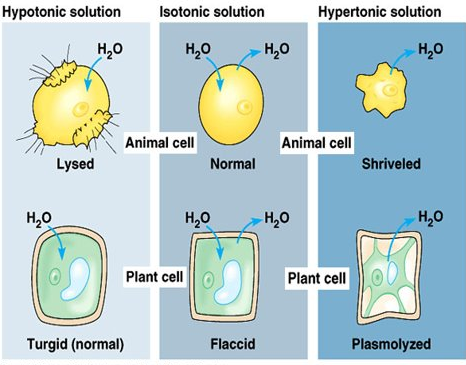 Hypotonic solution
Isotonic solution
Hypertonic solution
H2O
H2O
H2O
H2O
Animal cell
Animal cell
Lysed
Normal
Shriveled
H2O
H2O
H2O
H2O
Plant cell
Plant cell
Turgid (normal)
Flaccid
Plasmolyzed